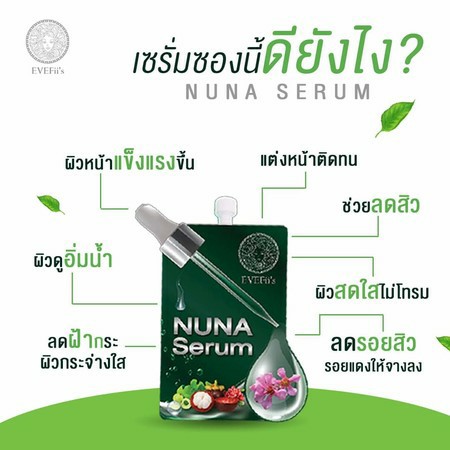 EVEFii's
เซรั่มซองนี้ดียังไง?
NUNA SERUM
ผิวหน้าแข็งแรงขึ้น
แต่งหน้าติดทน
ช่วยลดสิว
ผิวดูอิ่มน้ำ
ผิวสดใสไม่โทรม
ลดฝ้ากระ
ผิวกระจ่างใส
ลดรอยสิว
รอยแดงให้จางลง
EVEFii's
NUNA
Serum